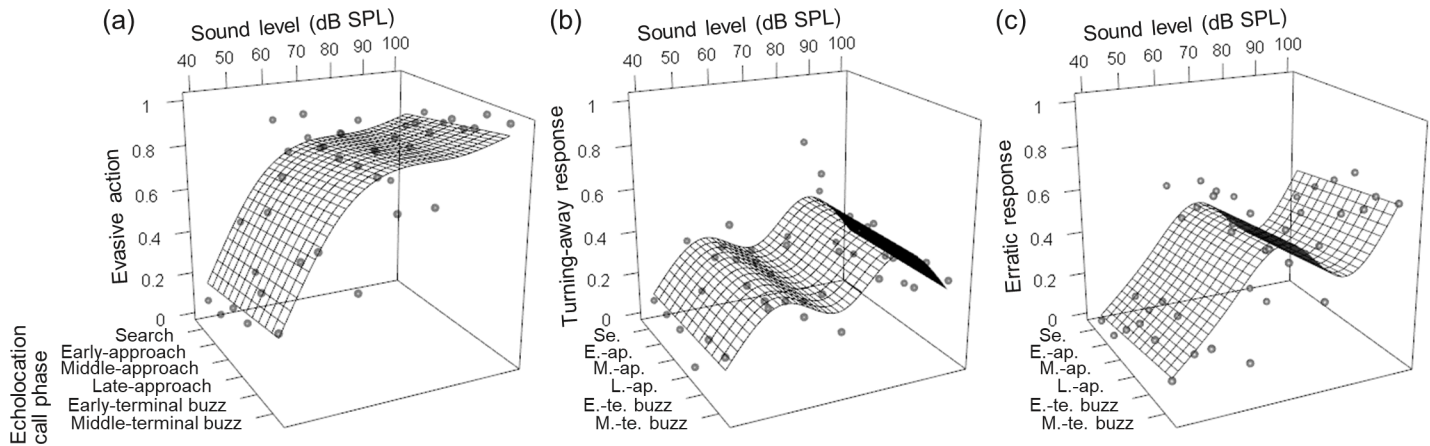 (a)
Sound level (dB SPL)
40 50 60 70 80 90 100
Evasive action
1
0.8
0.6
0.4
0.2
0
Echolocation
call phase
Search
Early-approach
Middle-approach
Late-approach
Early-terminal buzz
Middle-terminal buzz
(b)
Sound level (dB SPL)
40 50 60 70 80 90 100
Turning-away response
1
0.8
0.6
0.4
0.2
0
Se.
E.-ap.
M.-ap.
L.-ap.
E.-te. buzz
M.-te. buzz
(c)
Sound level (dB SPL)
40 50 60 70 80 90 100
Erratic response
1
0.8
0.6
0.4
0.2
0
Se.
E.-ap.
M.-ap.
L.-ap.
E.-te. buzz
M.-te. buzz